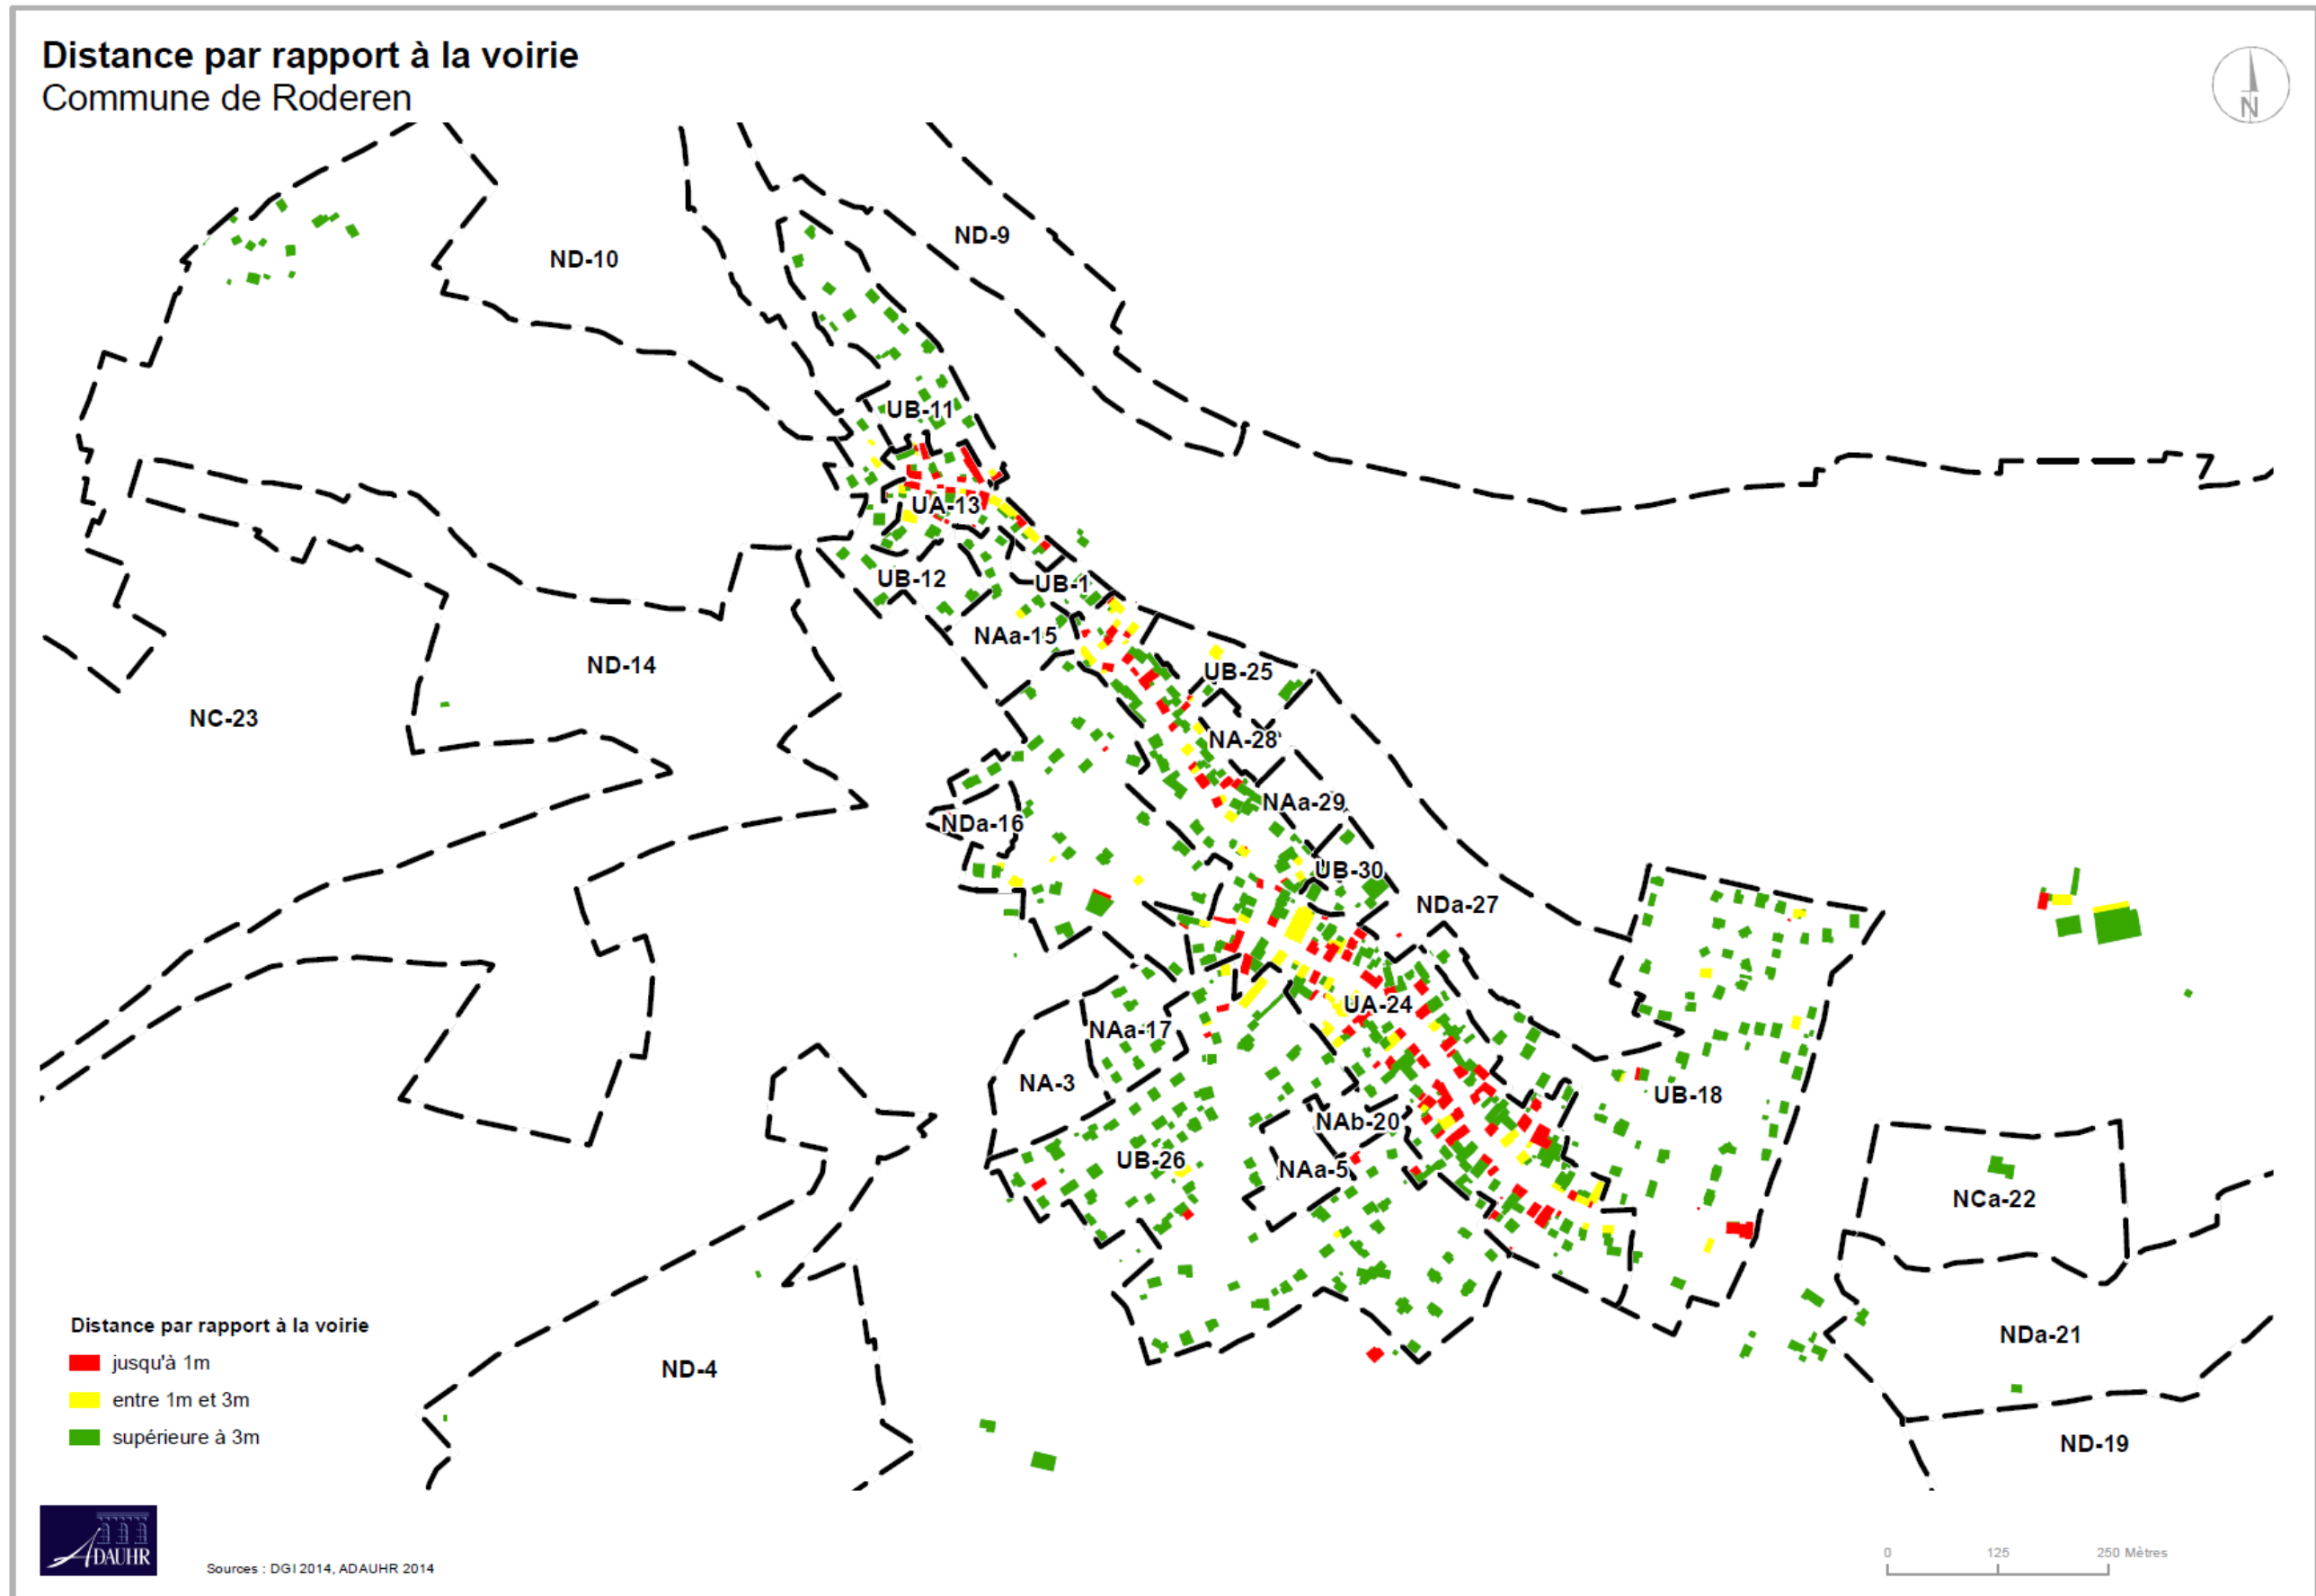 Distance par rapport à la voirie
Commune de Roderen
N
ND-9
ND-10
UB-11
UA-13
UB-12
UB-1
NAa-15
ND-14
UB-25
NC-23
NA-28
NAa-29
NDa-16
UB-30
NDa-27
UA-24
NAa-17
NA-3
UB-18
NAb-20
UB-26
NAa-5
NCa-22
NDa-21
ND-4
ND-19
Distance par rapport à la voirie
jusqu'à 1m
entre 1m et 3m
supérieure à 3m
ADAUHR
Sources : DGI 2014, ADAUHR 2014
0 125 250 Mètres